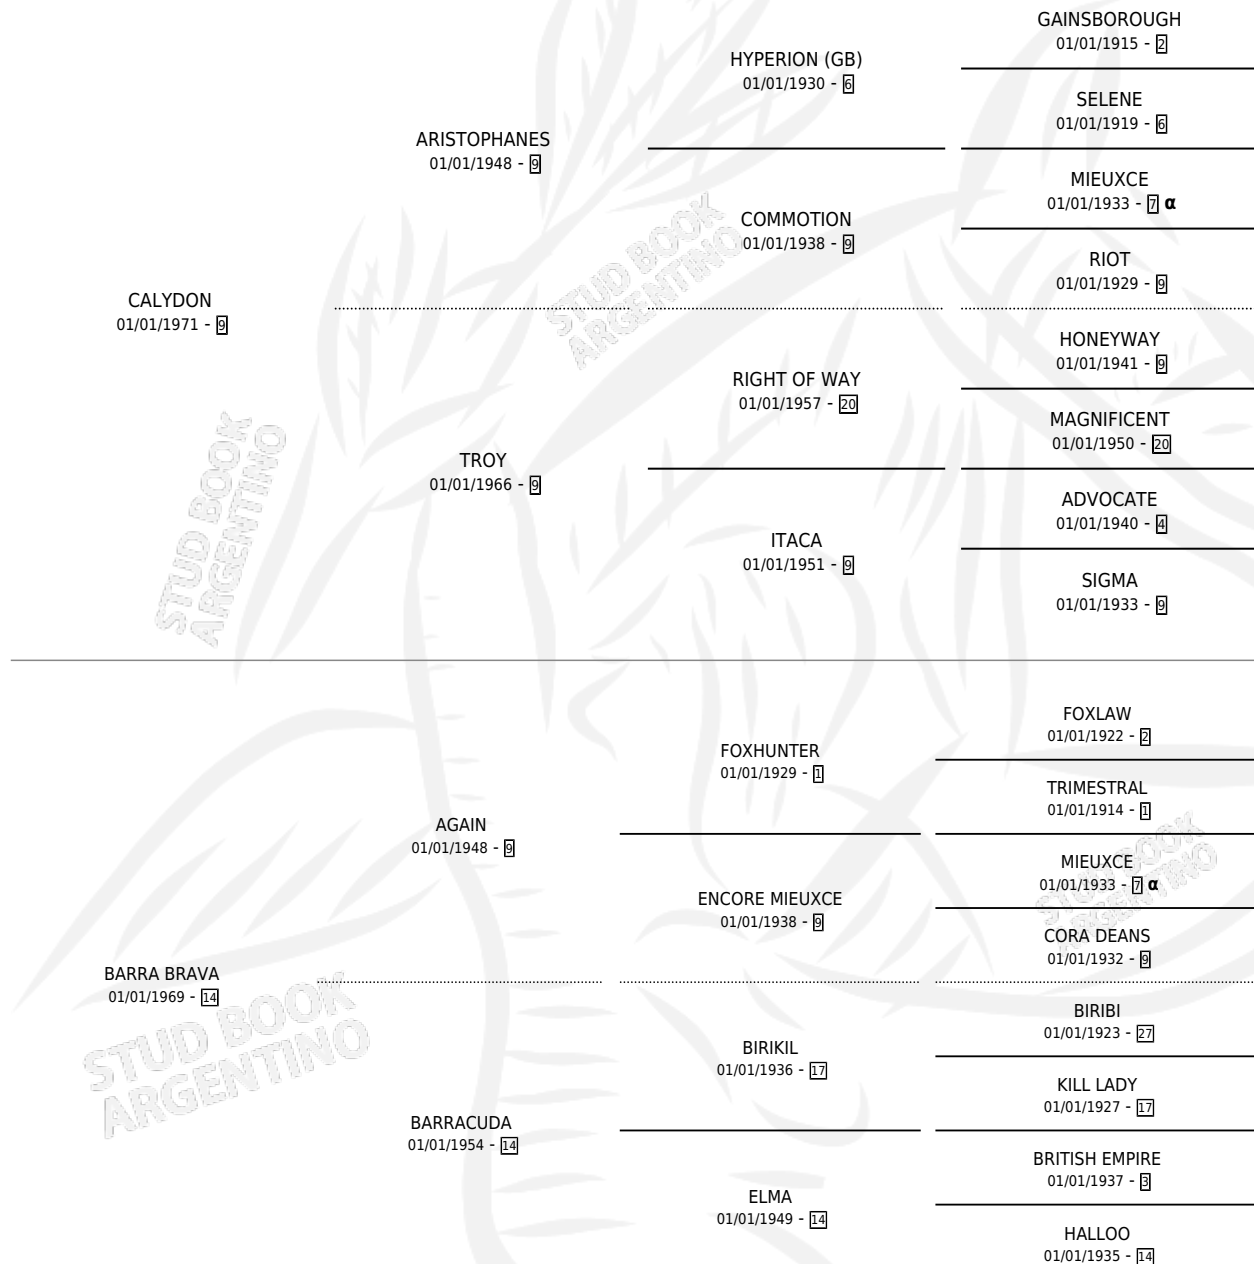 GAINSBOROUGH
01/01/1915 - 2
HYPERION (GB)
01/01/1930 - 6
SELENE
01/01/1919 - 6
ARISTOPHANES
01/01/1948 - 9
MIEUXCE
01/01/1933 - 7 α
COMMOTION
01/01/1938 - 9
RIOT
01/01/1929 - 9
CALYDON
01/01/1971 - 9
HONEYWAY
01/01/1941 - 9
RIGHT OF WAY
01/01/1957 - 20
MAGNIFICENT
01/01/1950 - 20
TROY
01/01/1966 - 9
ADVOCATE
01/01/1940 - 4
ITACA
01/01/1951 - 9
SIGMA
01/01/1933 - 9
STUD BOOK
ARGENTINO
STUD BOOK
ARGENTINO
FOXLAW
01/01/1922 - 2
FOXHUNTER
01/01/1929 - 1
TRIMESTRAL
01/01/1914 - 1
AGAIN
01/01/1948 - 9
MIEUXCE
01/01/1933 - 7 α
ENCORE MIEUXCE
01/01/1938 - 9
CORA DEANS
01/01/1932 - 9
BARRA BRAVA
01/01/1969 - 14
BIRIBI
01/01/1923 - 27
BIRIKIL
01/01/1936 - 17
KILL LADY
01/01/1927 - 17
BARRACUDA
01/01/1954 - 14
BRITISH EMPIRE
01/01/1937 - 3
ELMA
01/01/1949 - 14
HALLOO
01/01/1935 - 14
STUD BOOK
ARGENTINO
STUD BOOK
ARGENTINO